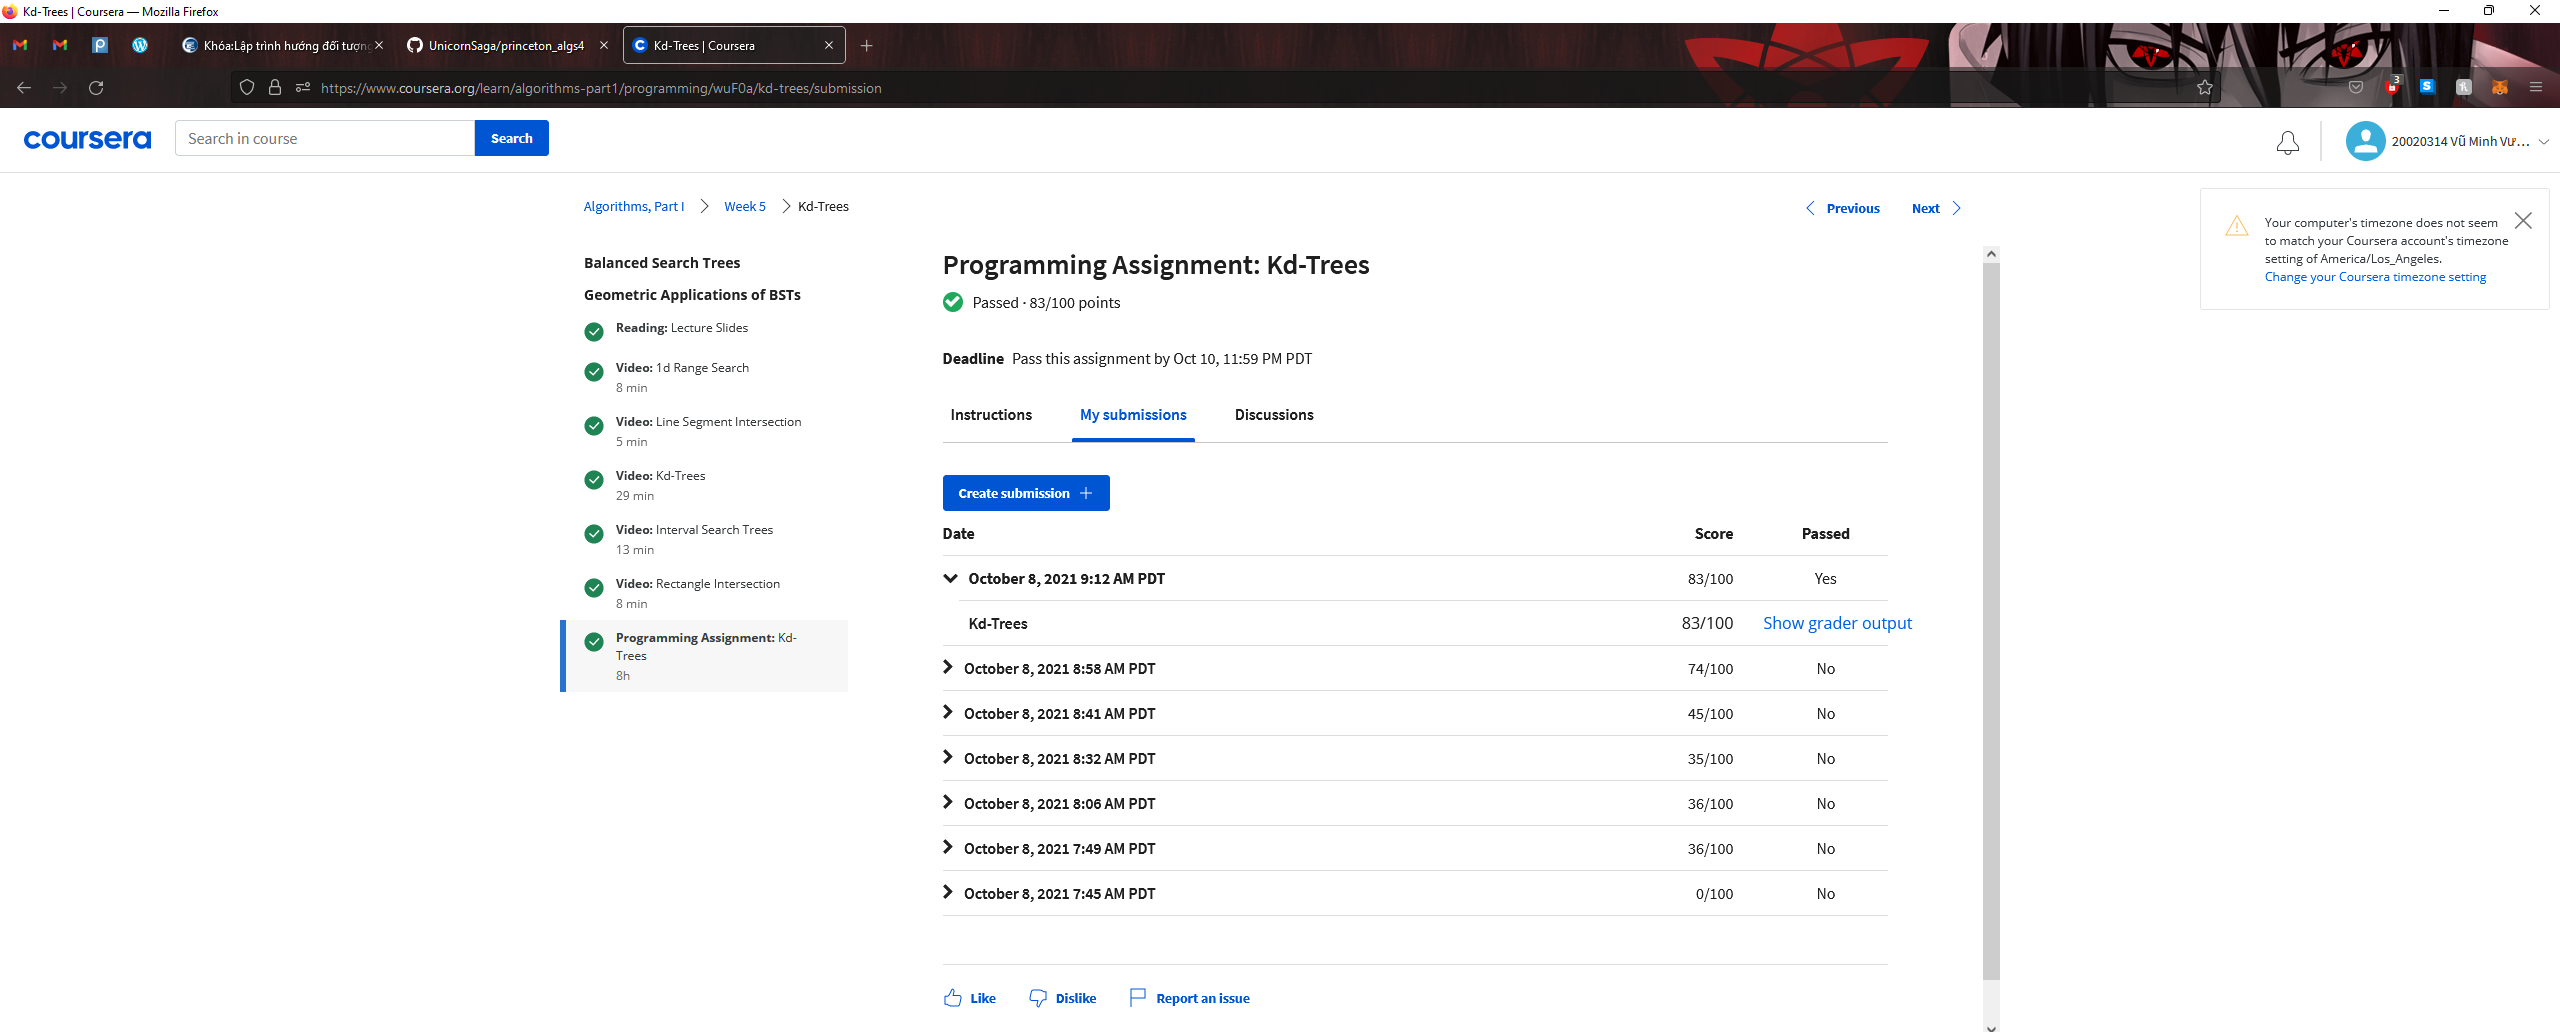 Kd-Trees | Coursera — Mozilla Firefox
Khóa:Lập trình hướng đối tượng
UnicornSaga/princeton_algs4
Kd-Trees | Coursera
https://www.coursera.org/learn/algorithms-part1/programming/wuF0a/kd-trees/submission
3
coursera
Search in course
Search
20020314 Vũ Minh Vư...
Algorithms, Part I
Week 5
Kd-Trees
Previous
Next
Your computer's timezone does not seem
to match your Coursera account's timezone
setting of America/Los_Angeles.
Change your Coursera timezone setting
Balanced Search Trees
Geometric Applications of BSTs
Reading: Lecture Slides
Video: 1d Range Search
8 min
Video: Line Segment Intersection
5 min
Video: Kd-Trees
29 min
Video: Interval Search Trees
13 min
Video: Rectangle Intersection
8 min
Programming Assignment: Kd-
Trees
8h
Programming Assignment: Kd-Trees
Passed · 83/100 points
Deadline Pass this assignment by Oct 10, 11:59 PM PDT
Instructions My submissions Discussions
Create submission
Date Score Passed
October 8, 2021 9:12 AM PDT 83/100 Yes
Kd-Trees 83/100 Show grader output
October 8, 2021 8:58 AM PDT 74/100 No
October 8, 2021 8:41 AM PDT 45/100 No
October 8, 2021 8:32 AM PDT 35/100 No
October 8, 2021 8:06 AM PDT 36/100 No
October 8, 2021 7:49 AM PDT 36/100 No
October 8, 2021 7:45 AM PDT 0/100 No
Like Dislike Report an issue